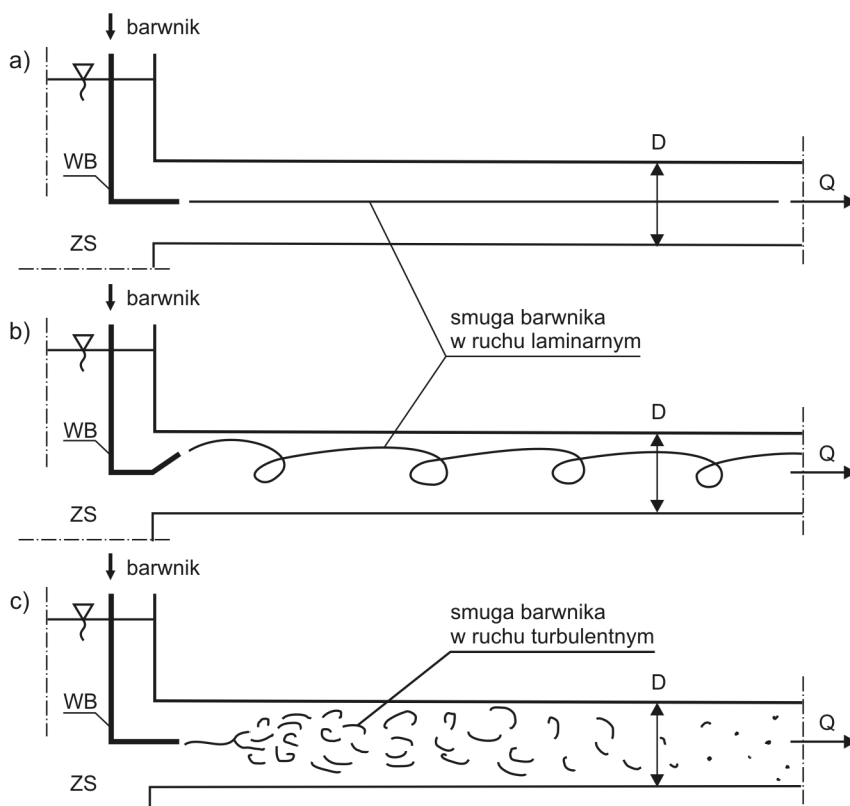 barwnik
a)
WB
D
Q
ZS
barwnik
b)
smuga barwnika
w ruchu laminarnym
WB
D
Q
ZS
barwnik
c)
smuga barwnika
w ruchu turbulentnym
WB
D
Q
ZS